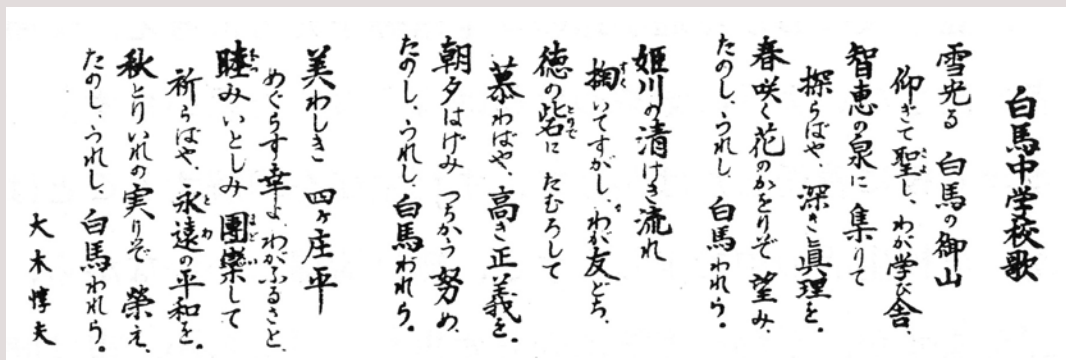 白馬中学校歌
雪光る 白馬の御山
仰ぎて聖し、わが学び舎、
智恵の泉に 集りて
探らばや、深き眞理を。
春咲く花のかをりぞ 望み、
たのし、うれし、白馬われら。
姫川の清けき流れ
掬いてすがし、わが友どち、
徳の砦に たむろして
慕わばや、高き正義を。
朝夕はげみ つちかう 努め、
たのし、うれし、白馬われら。
美わしき 四ヶ庄平
めぐらす幸よ、わがふるさと、
睦みいとしみ 團欒して
祈らばや、永遠の平和を。
秋とりいれの実りぞ 榮え、
たのし、うれし、白馬われら。
大木惇夫